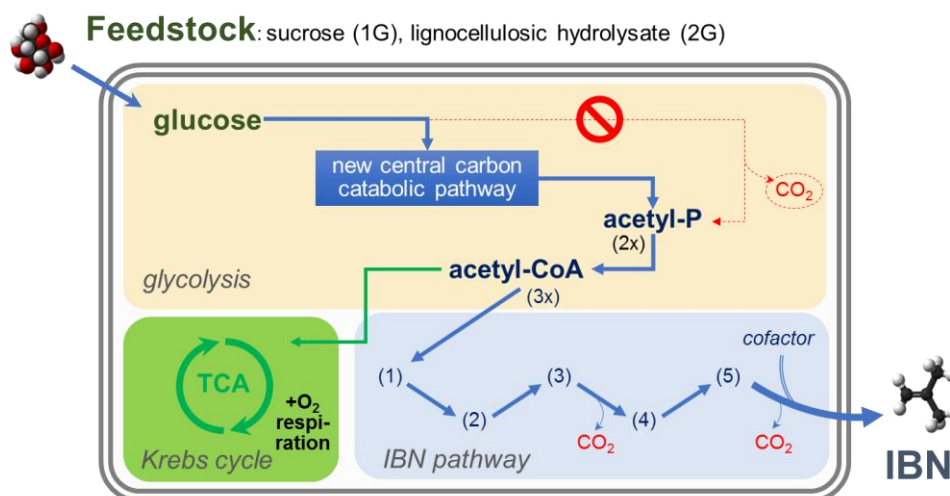 Feedstock: sucrose (1G), lignocellulosic hydrolysate (2G)
glucose
new central carbon
catabolic pathway
CO2
acetyl-P
(2x)
acetyl-CoA
(3x)
glycolysis
TCA
+O2
respi-
ration
Krebs cycle
(1)
(2)
(3)
(4)
(5)
cofactor
CO2
CO2
IBN pathway
IBN